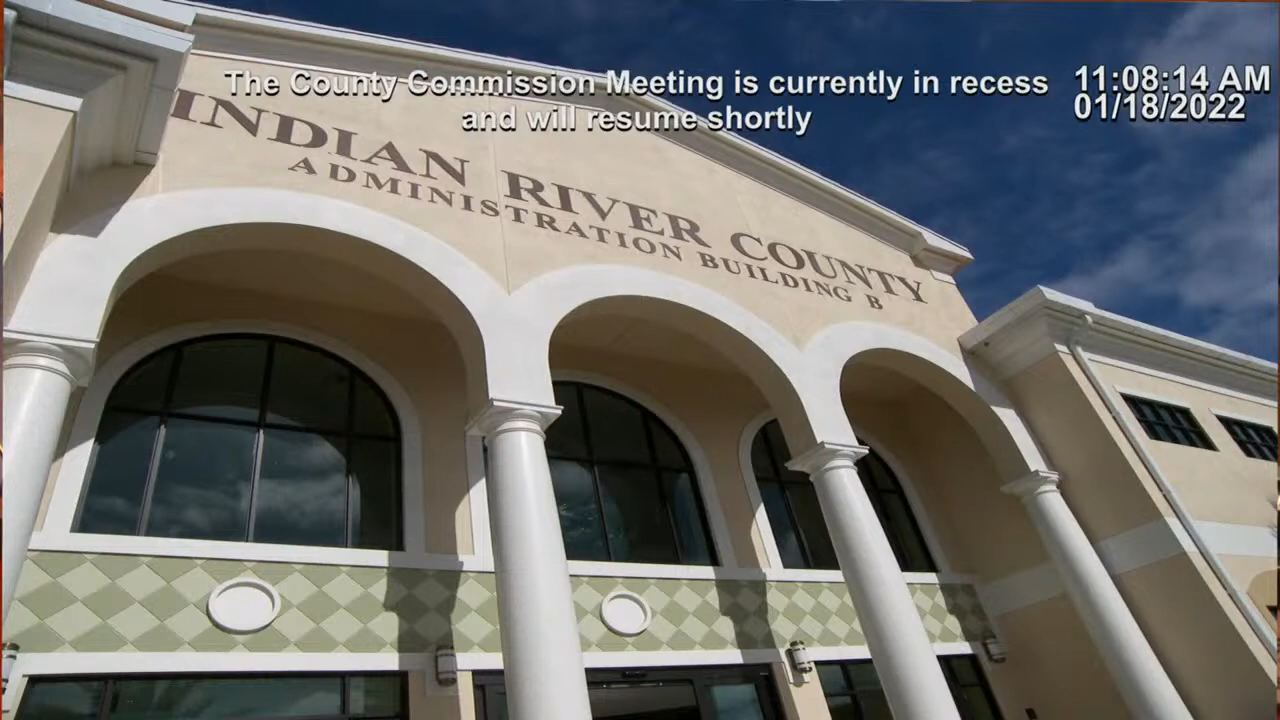 The County Commission Meeting is currently in recess
and will resume shortly
11:08:14 AM
01/18/2022
INDIAN RIVER COUNTY
ADMINISTRATION BUILDING B